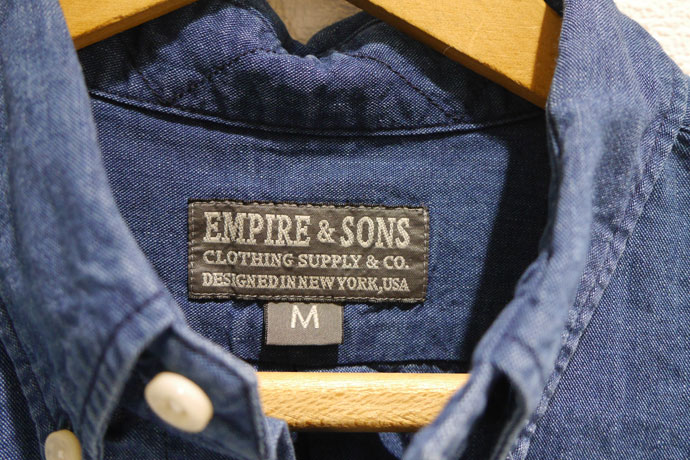 EMPIRE & SONS
CLOTHING SUPPLY & CO.
DESIGNED IN NEW YORK, USA
M